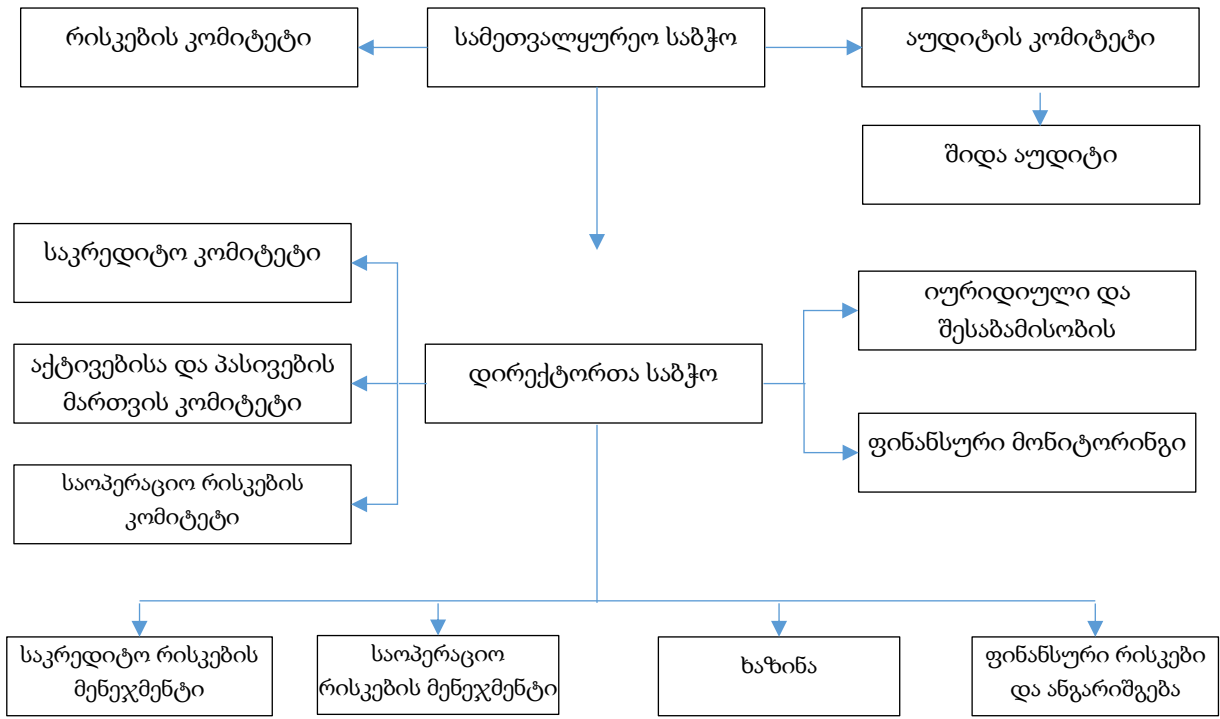 რისკების კომიტეტი
სამეთვალყურეო საბჭო
აუდიტის კომიტეტი
შიდა აუდიტი
საკრედიტო კომიტეტი
იურიდიული და
შესაბამისობის
აქტივებისა და პასივების
მართვის კომიტეტი
დირექტორთა საბჭო
ფინანსური მონიტორინგი
საოპერაციო რისკების
კომიტეტი
საკრედიტო რისკების
მენეჯმენტი
საოპერაციო
რისკების მენეჯმენტი
ხაზინა
ფინანსური რისკები
და ანგარიშგება